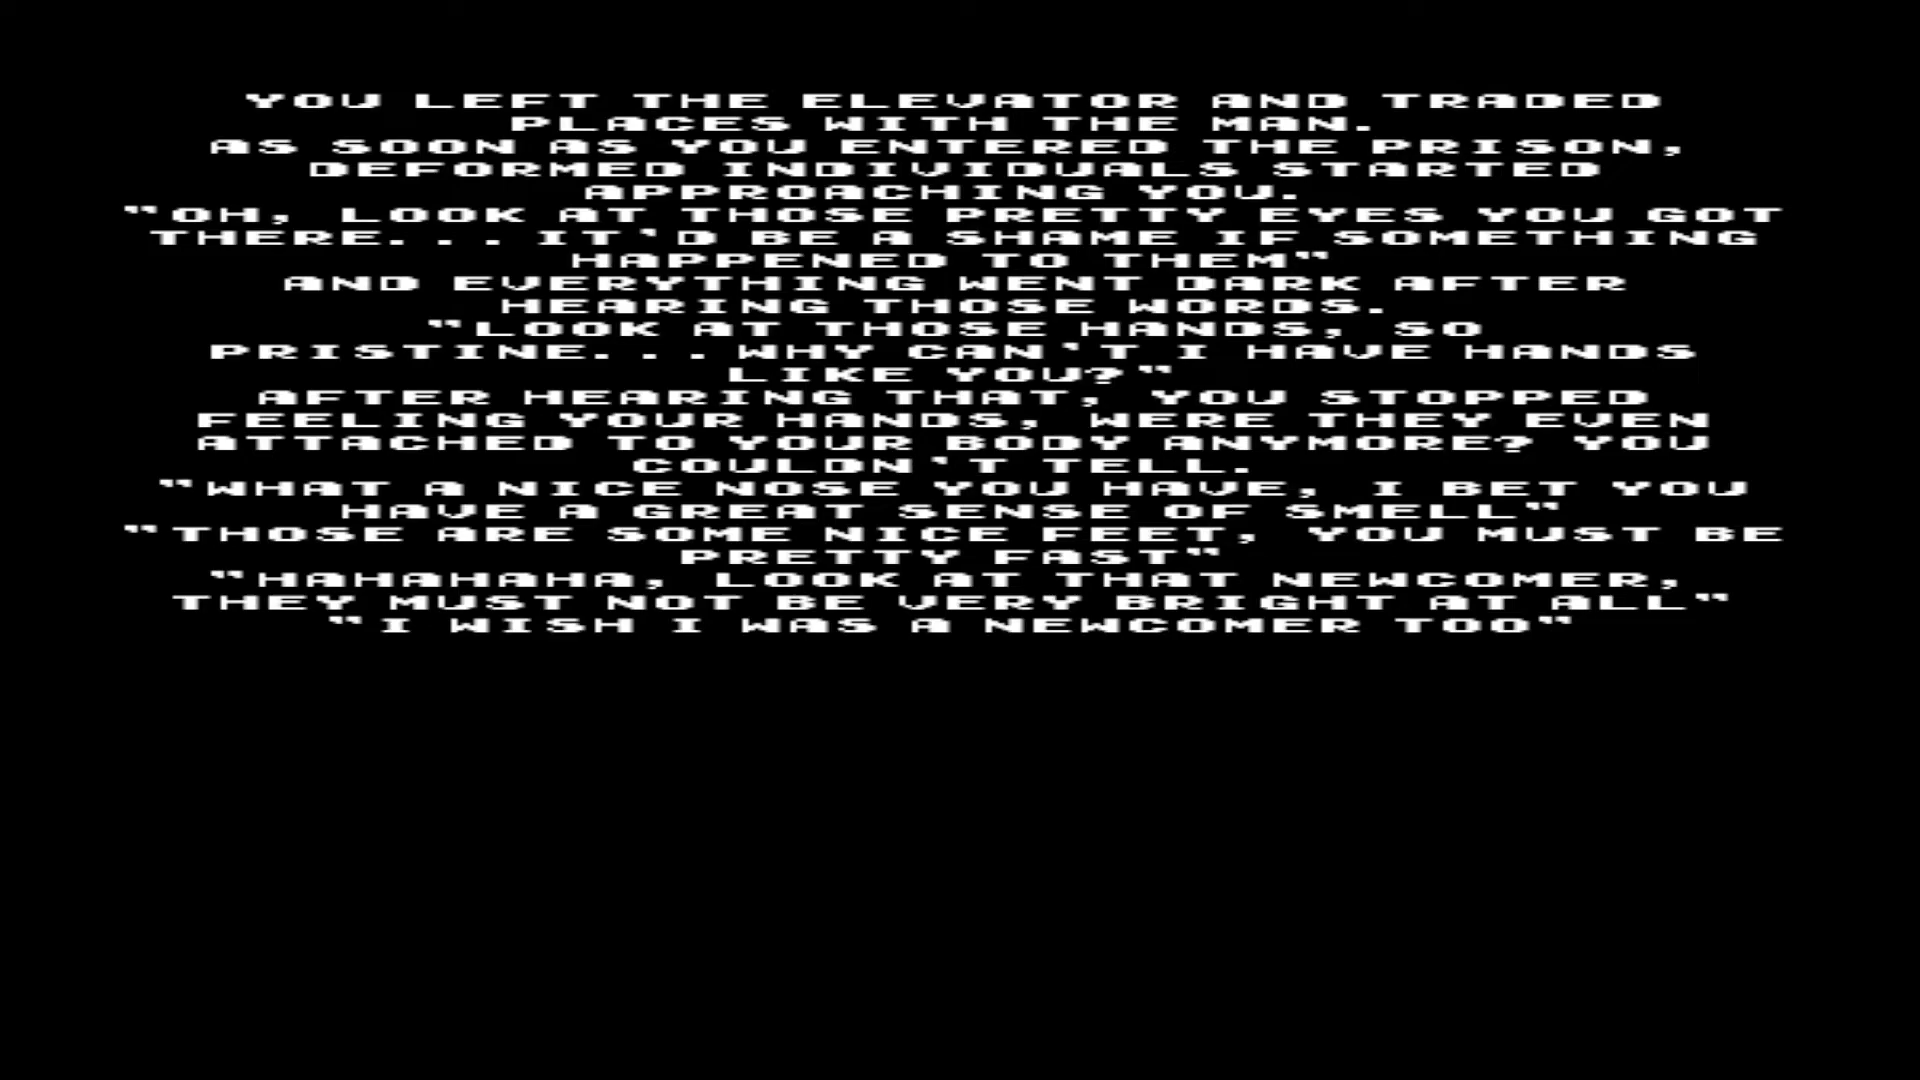 YOU LEFT THE ELEVATOR AND TRADED
PLACES WITH THE MAN.
AS SOON AS YOU ENTERED THE PRISON,
DEFORMED INDIVIDUALS STARTED
APPROACHING YOU.
"OH, LOOK AT THOSE PRETTY EYES YOU GOT
THERE...IT'D BE A SHAME IF SOMETHING
HAPPENED TO THEM"
AND EVERYTHING WENT DARK AFTER
HEARING THOSE WORDS.
"LOOK AT THOSE HANDS, SO
PRISTINE...WHY CAN'T I HAVE HANDS
LIKE YOU?"
AFTER HEARING THAT, YOU STOPPED
FEELING YOUR HANDS, WERE THEY EVEN
ATTACHED TO YOUR BODY ANYMORE? YOU
COULDN'T TELL.
"WHAT A NICE NOSE YOU HAVE, I BET YOU
HAVE A GREAT SENSE OF SMELL"
"THOSE ARE SOME NICE FEET, YOU MUST BE
PRETTY FAST"
"HAHAHAHA, LOOK AT THAT NEWCOMER,
THEY MUST NOT BE VERY BRIGHT AT ALL"
"I WISH I WAS A NEWCOMER TOO"